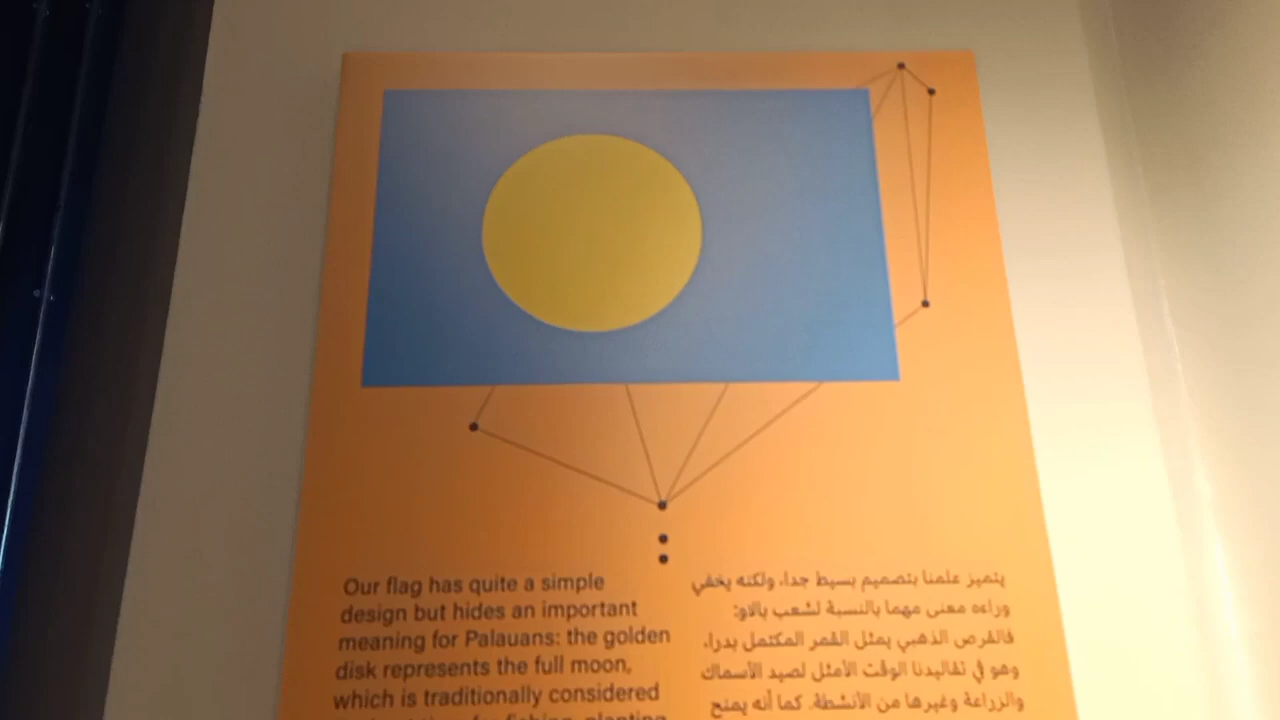 Our flag has quite a simple
design but hides an important
meaning for Palauans: the golden
disk represents the full moon,
which is traditionally considered
planting
يتميز علمنا بتصميم بسيط جدا، ولكنه يخفي
وراءه معنى مهما بالنسبة لشعب بالاو:
فالقرص الذهبي يمثل القمر المكتمل بدرا،
وهو في تقاليدنا الوقت الأمثل لصيد الأسماك
والزراعة وغيرها من الأنشطة. كما أنه يمنح